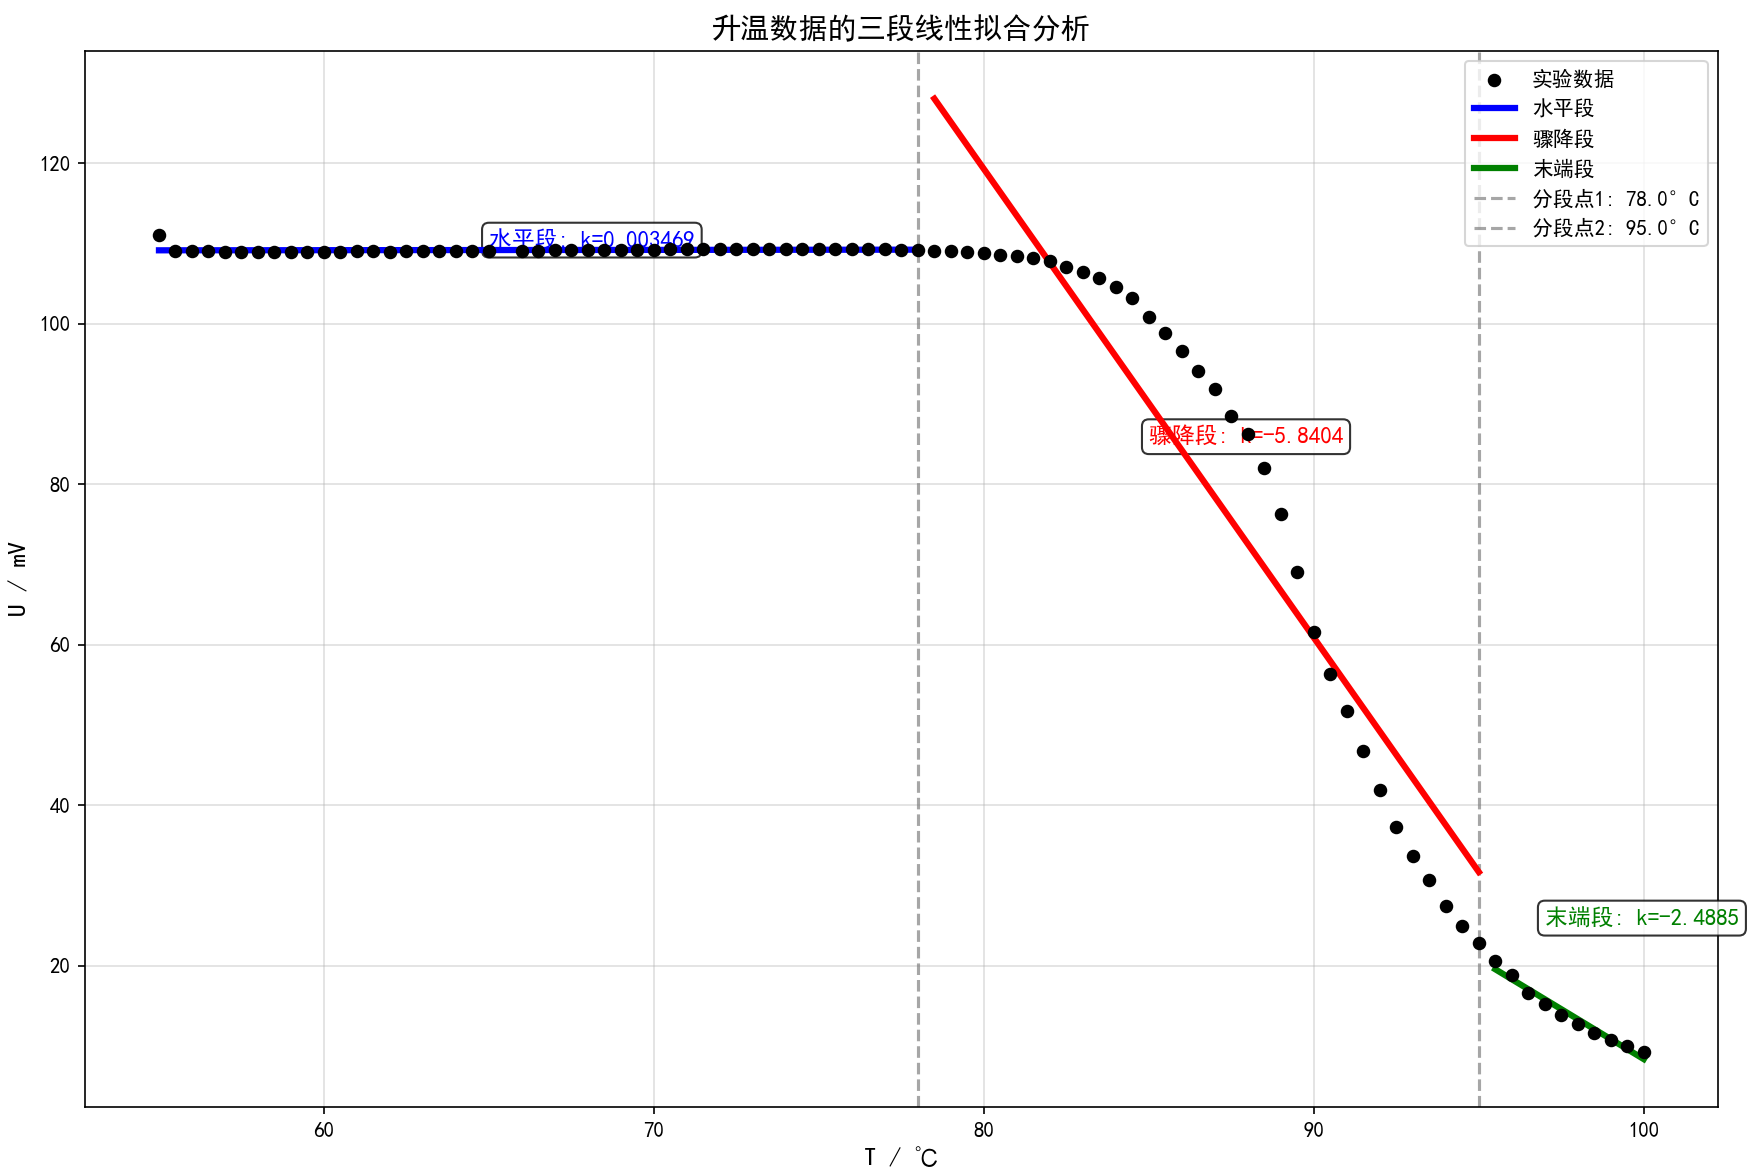 升温数据的三段线性拟合分析
实验数据
水平段
骤降段
末端段
分段点1: 78.0°C
分段点2: 95.0°C
水平段: k=0.003469
骤降段: k=-5.8404
末端段: k=-2.4885
U / mV
120
100
80
60
40
20
60
70
80
90
100
T / ℃